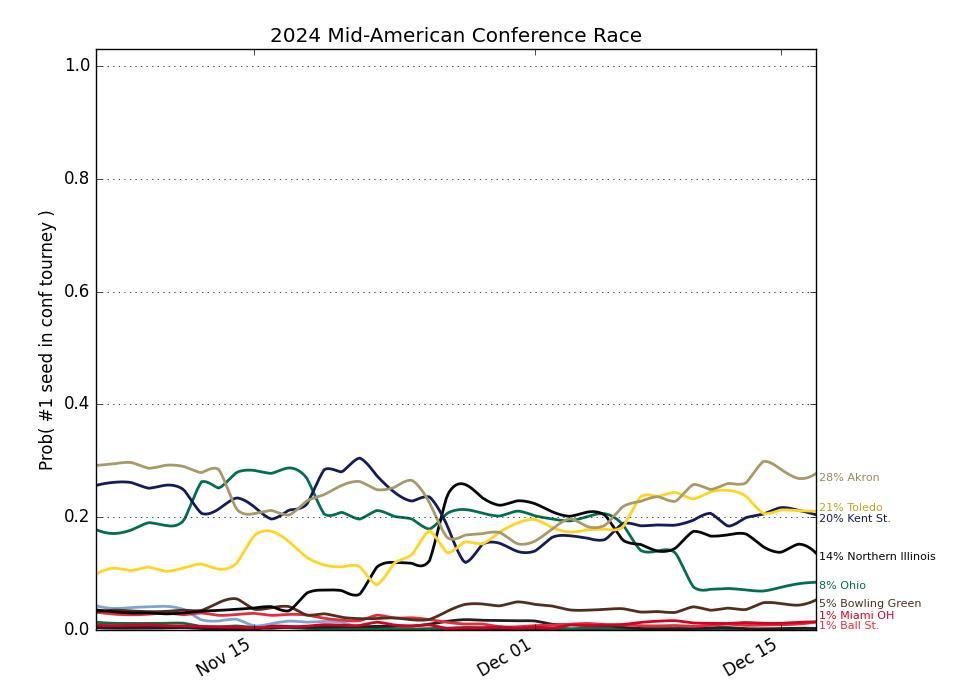 2024 Mid-American Conference Race
Prob( #1 seed in conf tourney )
1.0
0.8
0.6
0.4
0.2
0.0
Nov 15
Dec 01
Dec 15
28% Akron
21% Toledo
20% Kent St.
14% Northern Illinois
8% Ohio
5% Bowling Green
1% Miami OH
1% Ball St.